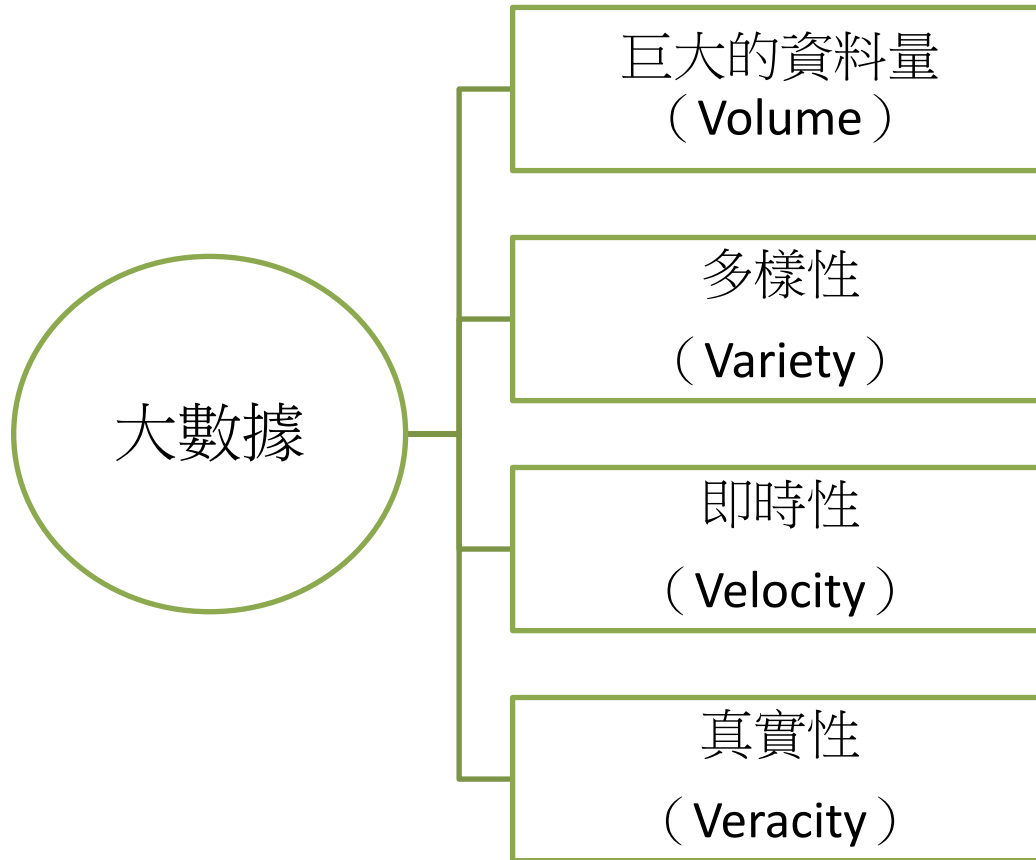 巨大的資料量
（Volume）
多樣性
（Variety）
大數據
即時性
（Velocity）
真實性
（Veracity）